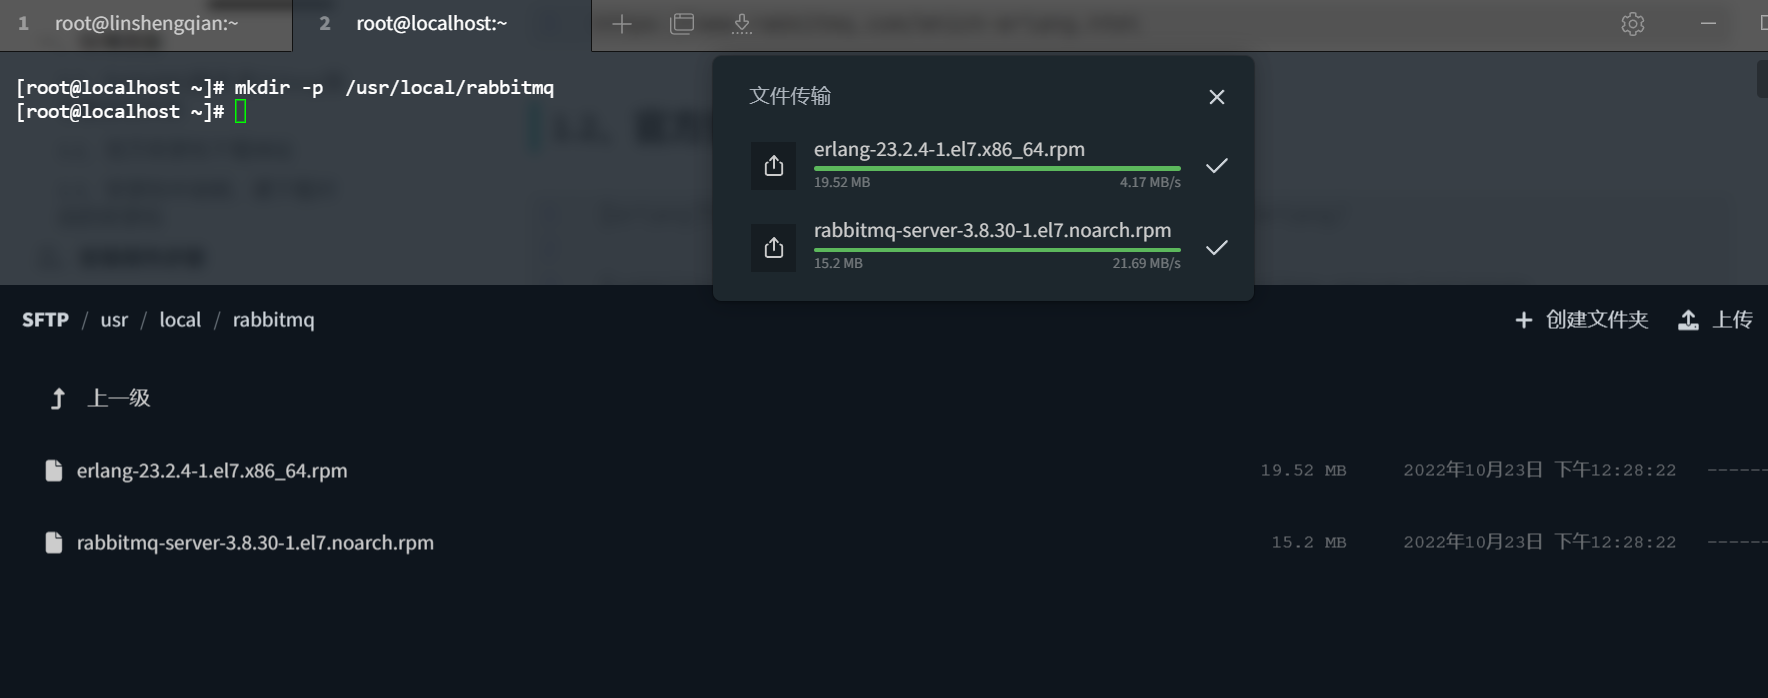 1 root@linshengqian:~ 2 root@localhost:~
[root@localhost ~]# mkdir -p  /usr/local/rabbitmq
[root@localhost ~]#
文件传输
erlang-23.2.4-1.el7.x86_64.rpm
19.52 MB 4.17 MB/s
rabbitmq-server-3.8.30-1.el7.noarch.rpm
15.2 MB 21.69 MB/s
SFTP / usr / local / rabbitmq
创建文件夹 上传
上一级
erlang-23.2.4-1.el7.x86_64.rpm 19.52 MB 2022年10月23日 下午12:28:22 ------
rabbitmq-server-3.8.30-1.el7.noarch.rpm 15.2 MB 2022年10月23日 下午12:28:22 ------